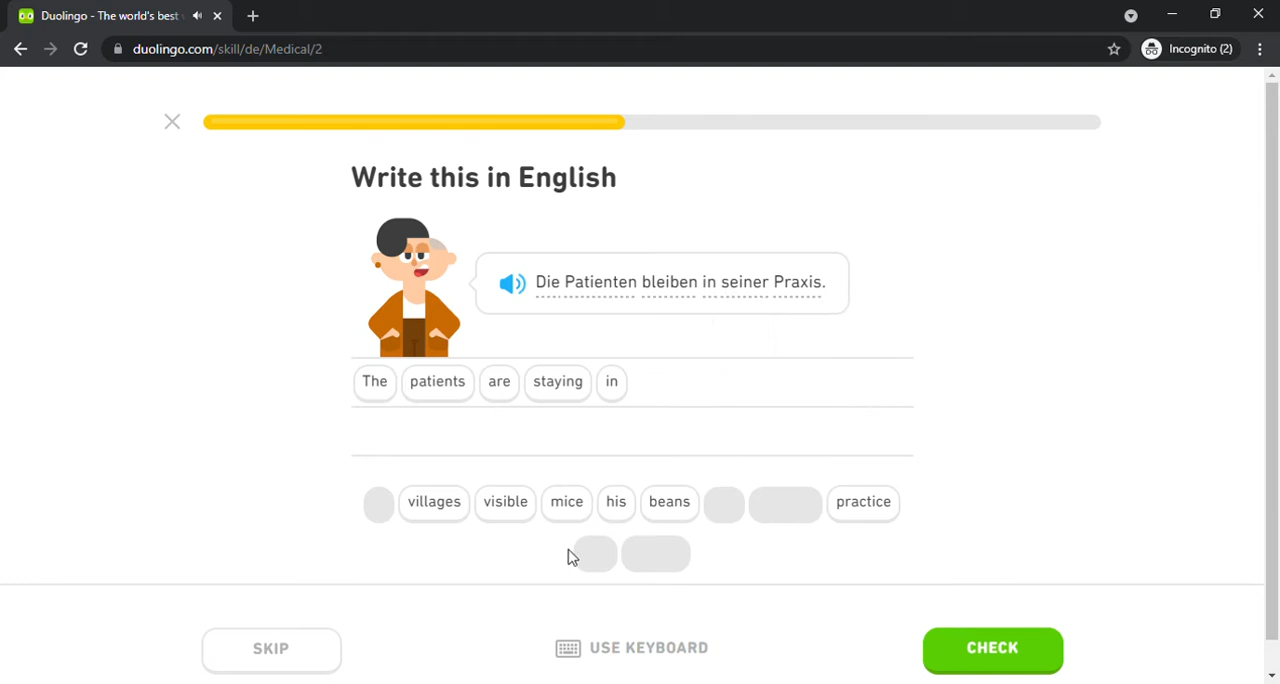 Duolingo - The world's best
duolingo.com/skill/de/Medical/2
Incognito (2)
Write this in English
Die Patienten bleiben in seiner Praxis.
The patients are staying in
villages visible mice his beans practice
SKIP
USE KEYBOARD
CHECK